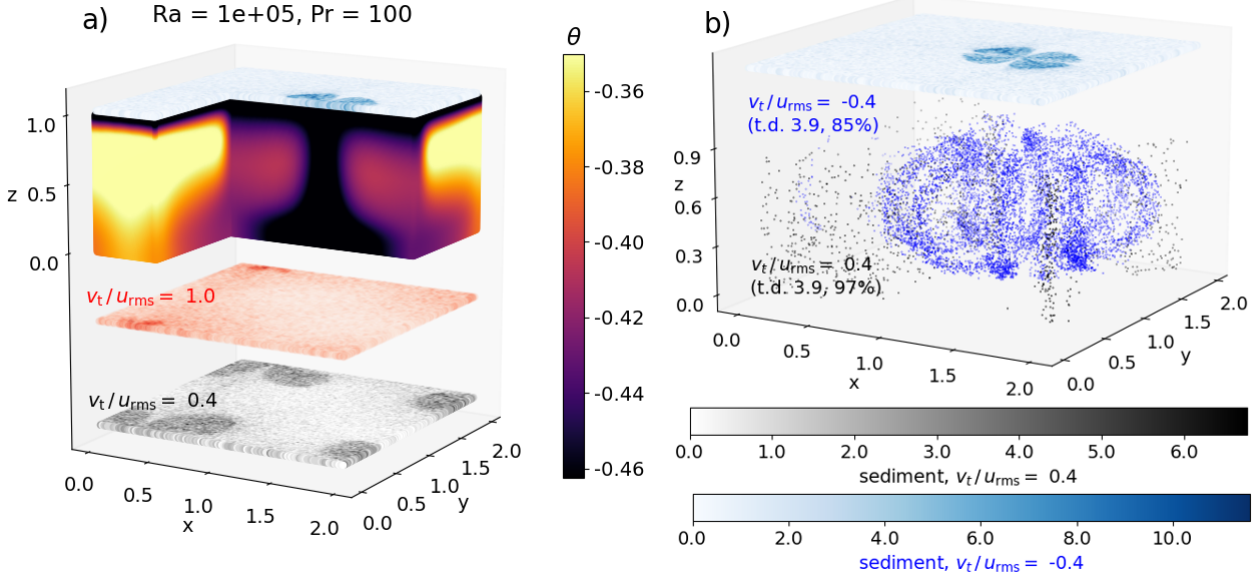 a)
Ra = 1e+05, Pr = 100
θ
1.0
z 0.5
0.0
-0.36
-0.38
-0.40
-0.42
-0.44
-0.46
v_t/u_rms = 1.0
v_t/u_rms = 0.4
0.0
0.5
1.0
1.5
2.0
x
0.0
0.5
1.0
1.5
2.0
y
b)
v_t/u_rms = -0.4
(t.d. 3.9, 85%)
0.9
z
0.6
0.3
0.0
v_t/u_rms = 0.4
(t.d. 3.9, 97%)
0.0
0.5
1.0
1.5
2.0
x
0.0
0.5
1.0
1.5
2.0
y
0.0 1.0 2.0 3.0 4.0 5.0 6.0
sediment, v_t/u_rms = 0.4
0.0 2.0 4.0 6.0 8.0 10.0
sediment, v_t/u_rms = -0.4